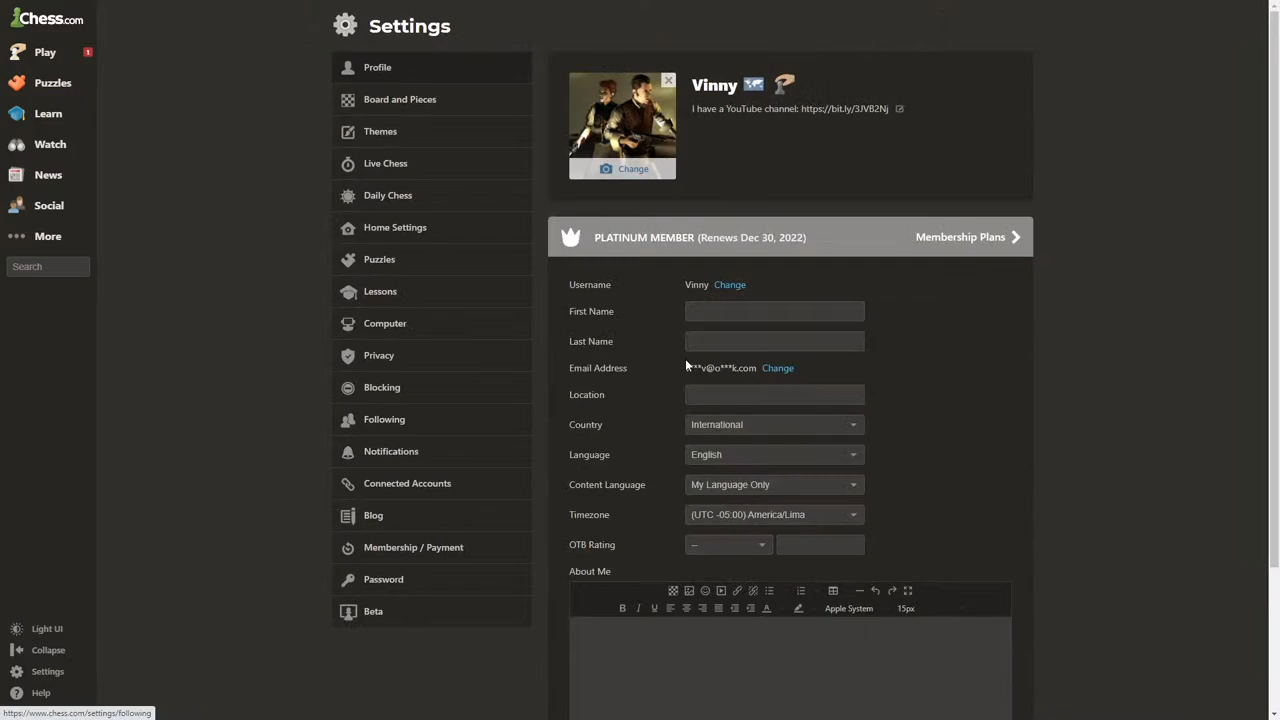 Chess.com
Play
1
Puzzles
Learn
Watch
News
Social
More
Search
Light UI
Collapse
Settings
Help
https://www.chess.com/settings/following
Settings
Profile
Board and Pieces
Themes
Live Chess
Daily Chess
Home Settings
Puzzles
Lessons
Computer
Privacy
Blocking
Following
Notifications
Connected Accounts
Blog
Membership / Payment
Password
Beta
Change
Vinny
I have a YouTube channel: https://bit.ly/3JVB2Nj
PLATINUM MEMBER (Renews Dec 30, 2022)
Membership Plans
Username Vinny Change
First Name
Last Name
Email Address ***v@o***k.com Change
Location
Country International
Language English
Content Language My Language Only
Timezone (UTC -05:00) America/Lima
OTB Rating --
About Me
B I U A Apple System 15px